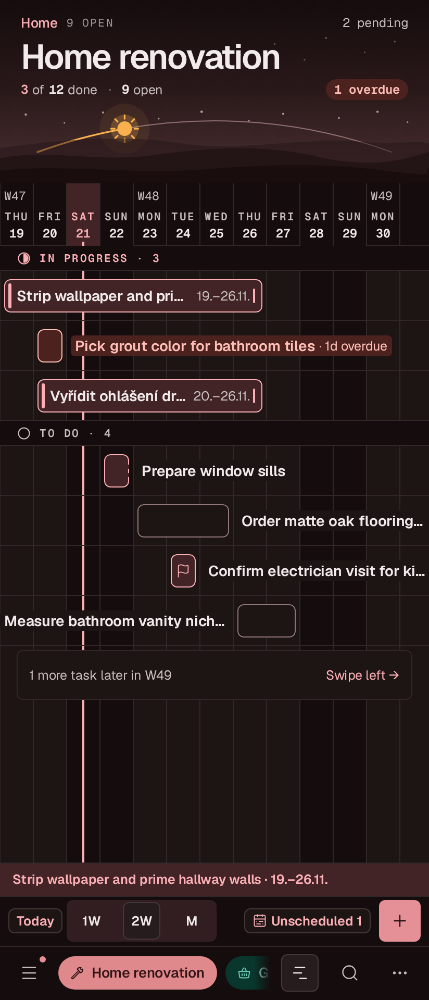 Home 9 OPEN 2 pending
Home renovation
3 of 12 done · 9 open 1 overdue
W47 W48 W49
THU FRI SAT SUN MON TUE WED THU FRI SAT SUN MON
19 20 21 22 23 24 25 26 27 28 29 30
IN PROGRESS · 3
Strip wallpaper and pri... 19.–26.11.
Pick grout color for bathroom tiles · 1d overdue
Vyřídit ohlášení dr... 20.–26.11.
TO DO · 4
Prepare window sills
Order matte oak flooring...
Confirm electrician visit for ki...
Measure bathroom vanity nich...
1 more task later in W49 Swipe left →
Strip wallpaper and prime hallway walls · 19.–26.11.
Today 1W 2W M Unscheduled 1 +
Home renovation G